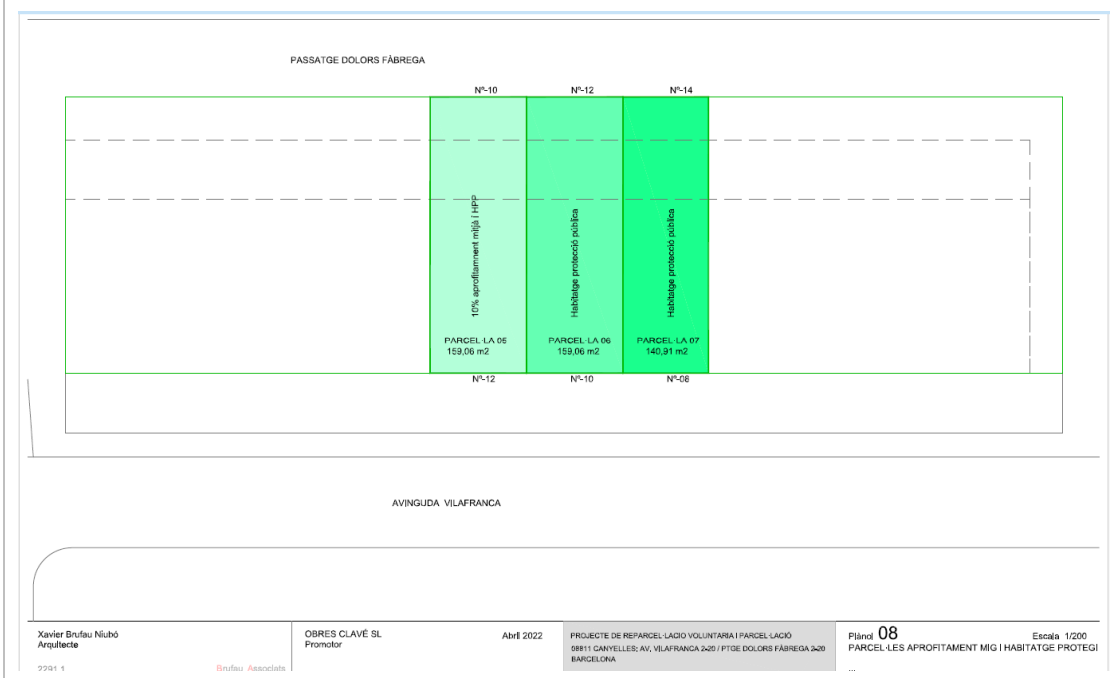 PASSATGE DOLORS FÀBREGA
Nº-10 Nº-12 Nº-14
10% aprofitamnent mitjà i HPP
Habitatge protecció pública
Habitatge protecció pública
PARCEL·LA 05
159,06 m2
PARCEL·LA 06
159,06 m2
PARCEL·LA 07
140,91 m2
Nº-12 Nº-10 Nº-08
AVINGUDA VILAFRANCA
Xavier Brufau Niubó
Arquitecte
2291.1
Brufau Associats
OBRES CLAVÉ SL
Promotor
Abril 2022
PROJECTE DE REPARCEL·LACIO VOLUNTARIA I PARCEL·LACIÓ
08811 CANYELLES; AV, VILAFRANCA 2-20 / PTGE DOLORS FÀBREGA 2-20
BARCELONA
Plànol 08
Escala 1/200
PARCEL·LES APROFITAMENT MIG I HABITATGE PROTEGI
...